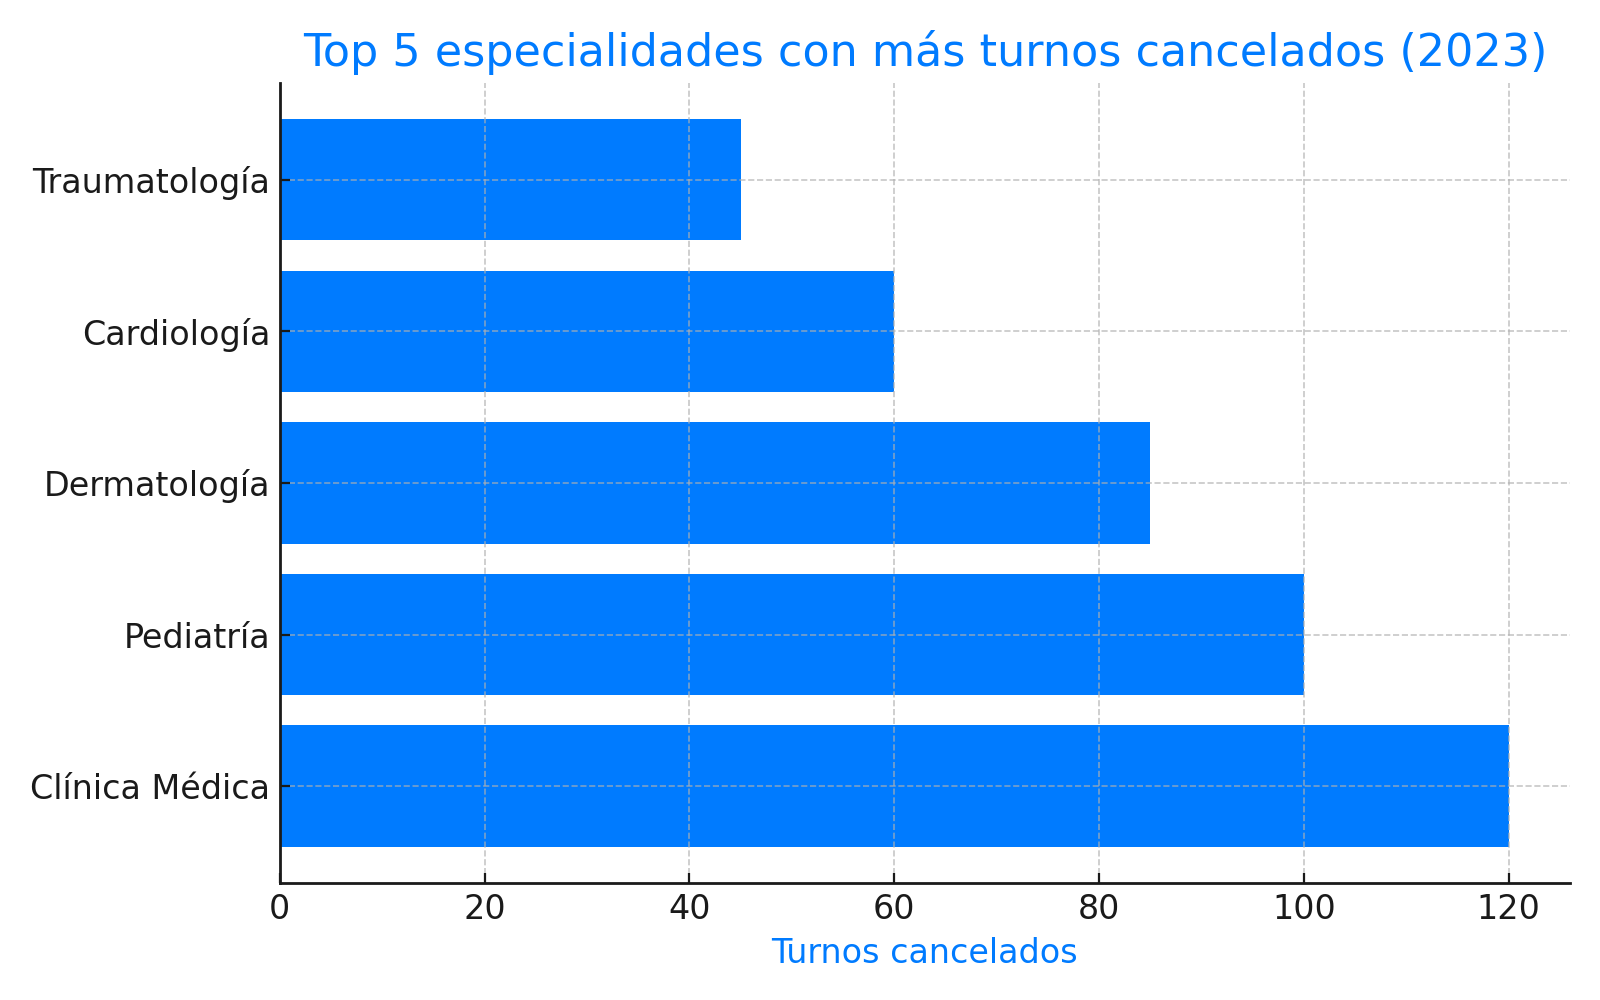 Top 5 especialidades con más turnos cancelados (2023)
Traumatología
Cardiología
Dermatología
Pediatría
Clínica Médica
0 20 40 60 80 100 120
Turnos cancelados